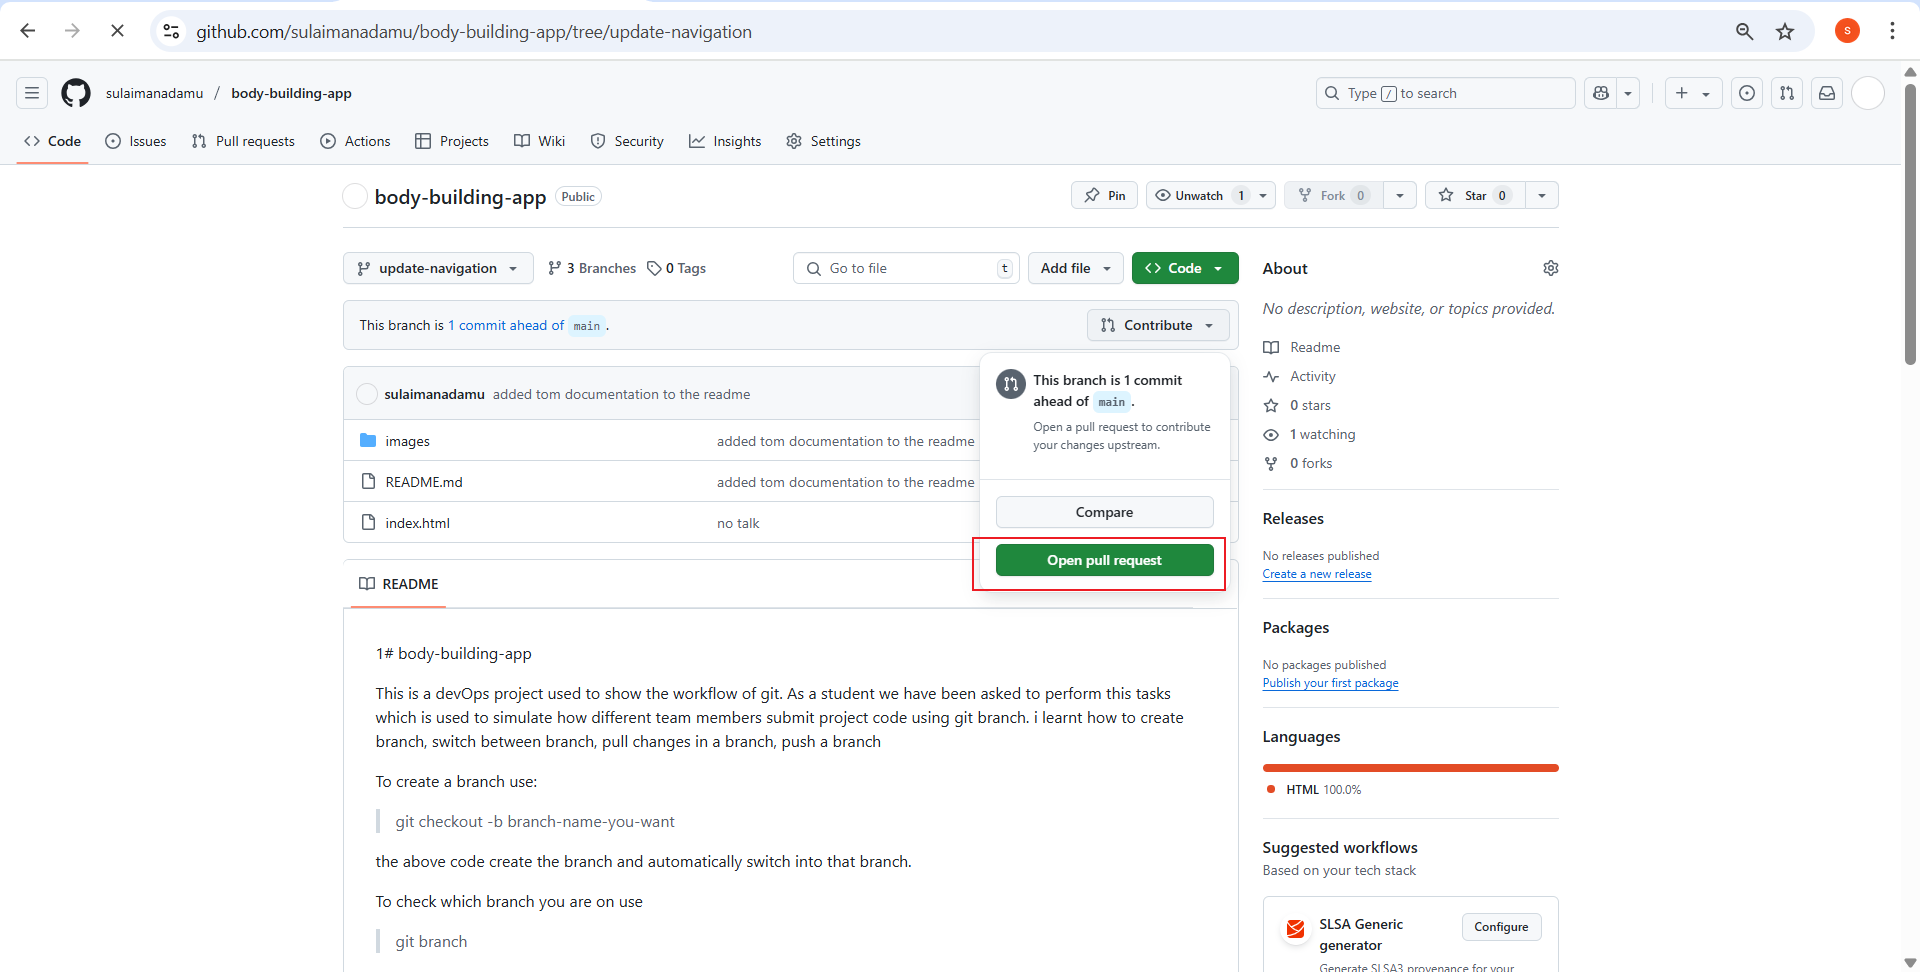 github.com/sulaimanadamu/body-building-app/tree/update-navigation
S
sulaimanadamu / body-building-app
Type / to search
Code Issues Pull requests Actions Projects Wiki Security Insights Settings
body-building-app Public
Pin Unwatch 1 Fork 0 Star 0
update-navigation 3 Branches 0 Tags
Go to file t Add file Code
This branch is 1 commit ahead of main .
Contribute
This branch is 1 commit
ahead of main .
Open a pull request to contribute
your changes upstream.
Compare
Open pull request
sulaimanadamu added tom documentation to the readme
images added tom documentation to the readme
README.md added tom documentation to the readme
index.html no talk
README
1# body-building-app
This is a devOps project used to show the workflow of git. As a student we have been asked to perform this tasks
which is used to simulate how different team members submit project code using git branch. i learnt how to create
branch, switch between branch, pull changes in a branch, push a branch
To create a branch use:
git checkout -b branch-name-you-want
the above code create the branch and automatically switch into that branch.
To check which branch you are on use
git branch
About
No description, website, or topics provided.
Readme
Activity
0 stars
1 watching
0 forks
Releases
No releases published
Create a new release
Packages
No packages published
Publish your first package
Languages
HTML 100.0%
Suggested workflows
Based on your tech stack
SLSA Generic
generator
Configure
Generate SLSA3 provenance for your